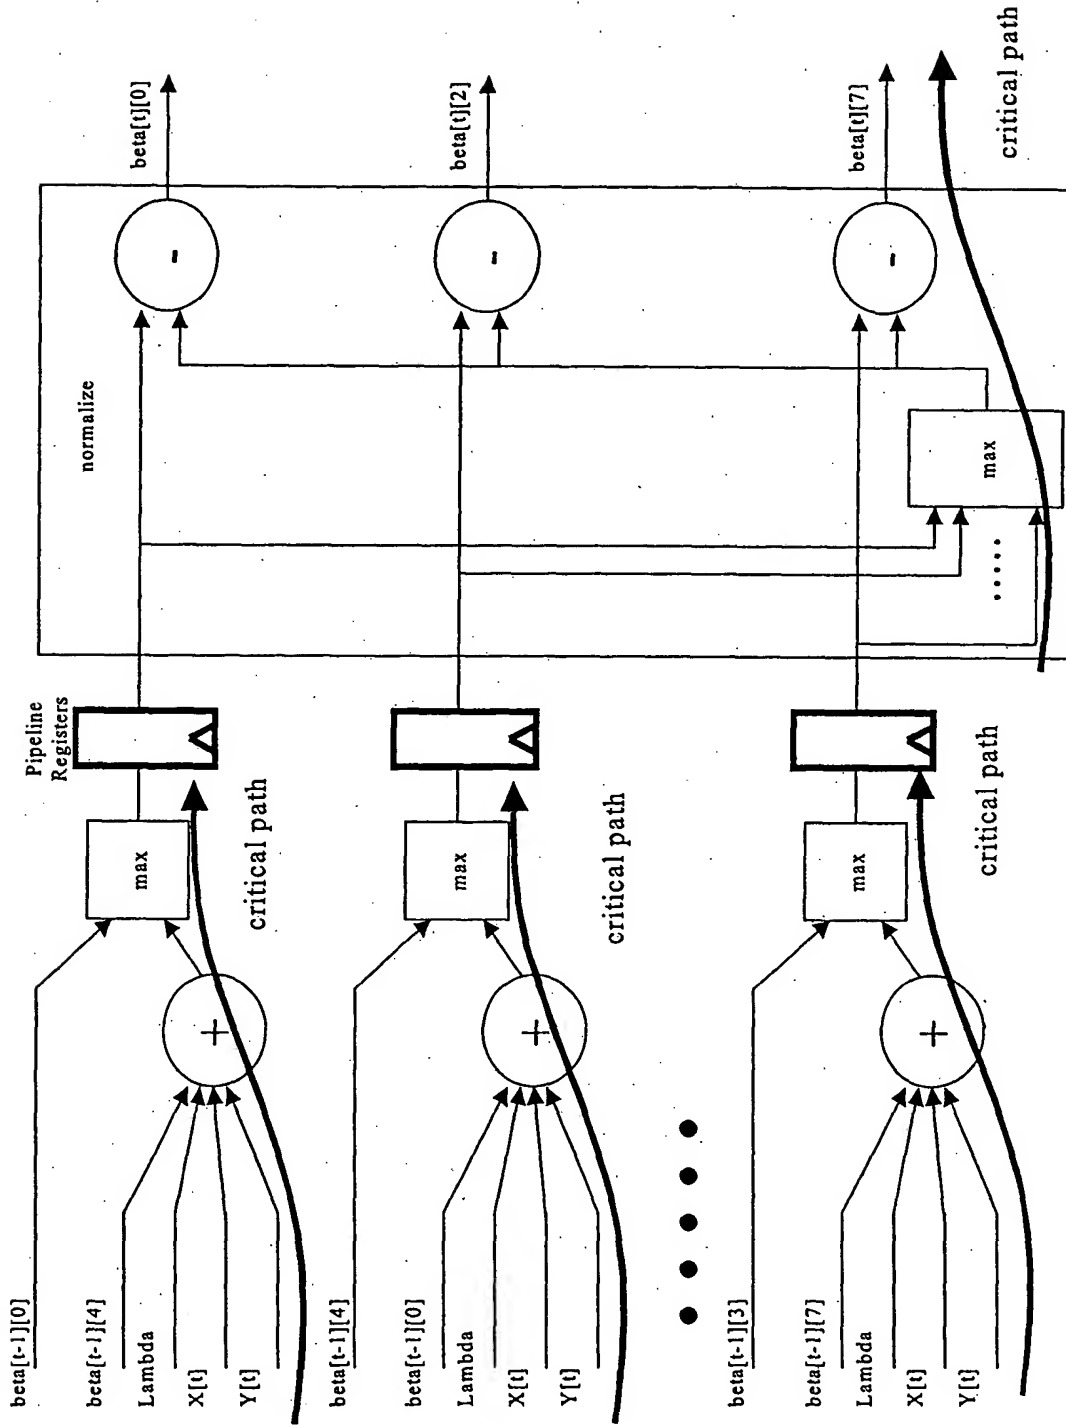 beta[t-1][0]
beta[t-1][4]
Lambda
X[t]
Y[t]
+
max
critical path
Pipeline
Registers
normalize
-
beta[t][0]
beta[t-1][4]
beta[t-1][0]
Lambda
X[t]
Y[t]
+
max
critical path
-
beta[t][2]
beta[t-1][3]
beta[t-1][7]
Lambda
X[t]
Y[t]
+
max
critical path
max
-
beta[t][7]
critical path